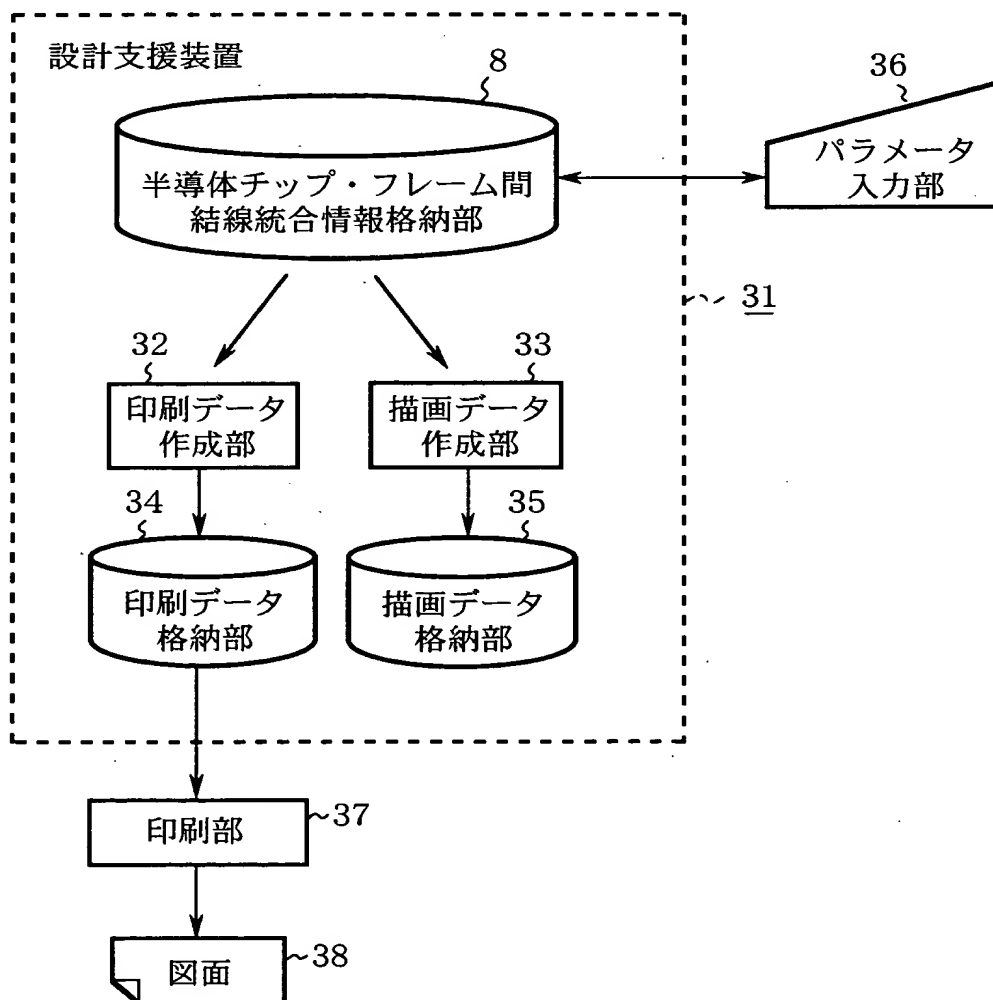 設計支援装置
8
36
半導体チップ・フレーム間
結線統合情報格納部
パラメータ
入力部
31
32
33
印刷データ
作成部
描画データ
作成部
34
35
印刷データ
格納部
描画データ
格納部
印刷部
37
図面
38